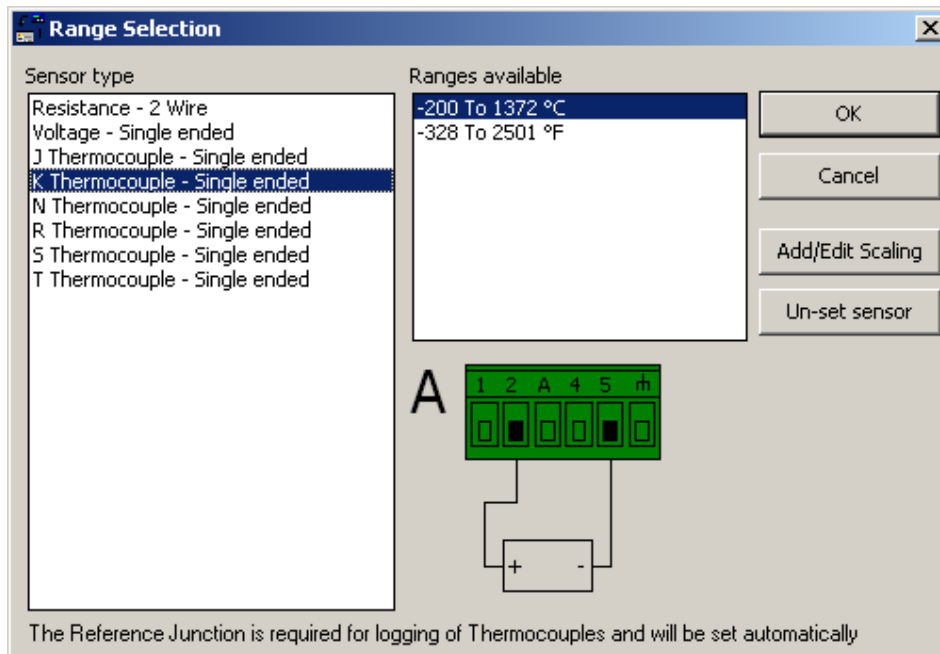 Range Selection
Sensor type
Resistance - 2 Wire
Voltage - Single ended
J Thermocouple - Single ended
K Thermocouple - Single ended
N Thermocouple - Single ended
R Thermocouple - Single ended
S Thermocouple - Single ended
T Thermocouple - Single ended
Ranges available
-200 To 1372 °C
-328 To 2501 °F
OK
Cancel
Add/Edit Scaling
Un-set sensor
A
1 2 A 4 5
+ -
The Reference Junction is required for logging of Thermocouples and will be set automatically